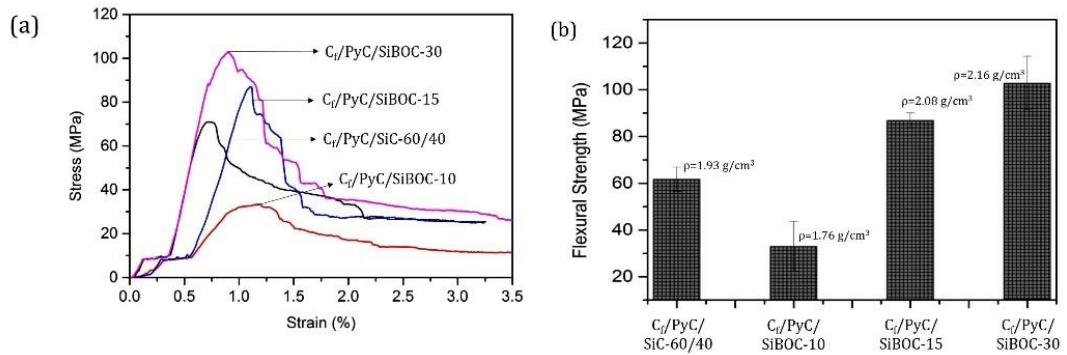 (a)
120
100
80
60
40
20
0
Stress (MPa)
0.0 0.5 1.0 1.5 2.0 2.5 3.0 3.5
Strain (%)
Cf/PyC/SiBOC-30
Cf/PyC/SiBOC-15
Cf/PyC/SiC-60/40
Cf/PyC/SiBOC-10
(b)
120
100
80
60
40
20
Flexural Strength (MPa)
ρ=1.93 g/cm³
ρ=1.76 g/cm³
ρ=2.08 g/cm³
ρ=2.16 g/cm³
Cf/PyC/ Cf/PyC/ Cf/PyC/ Cf/PyC/
SiC-60/40 SiBOC-10 SiBOC-15 SiBOC-30